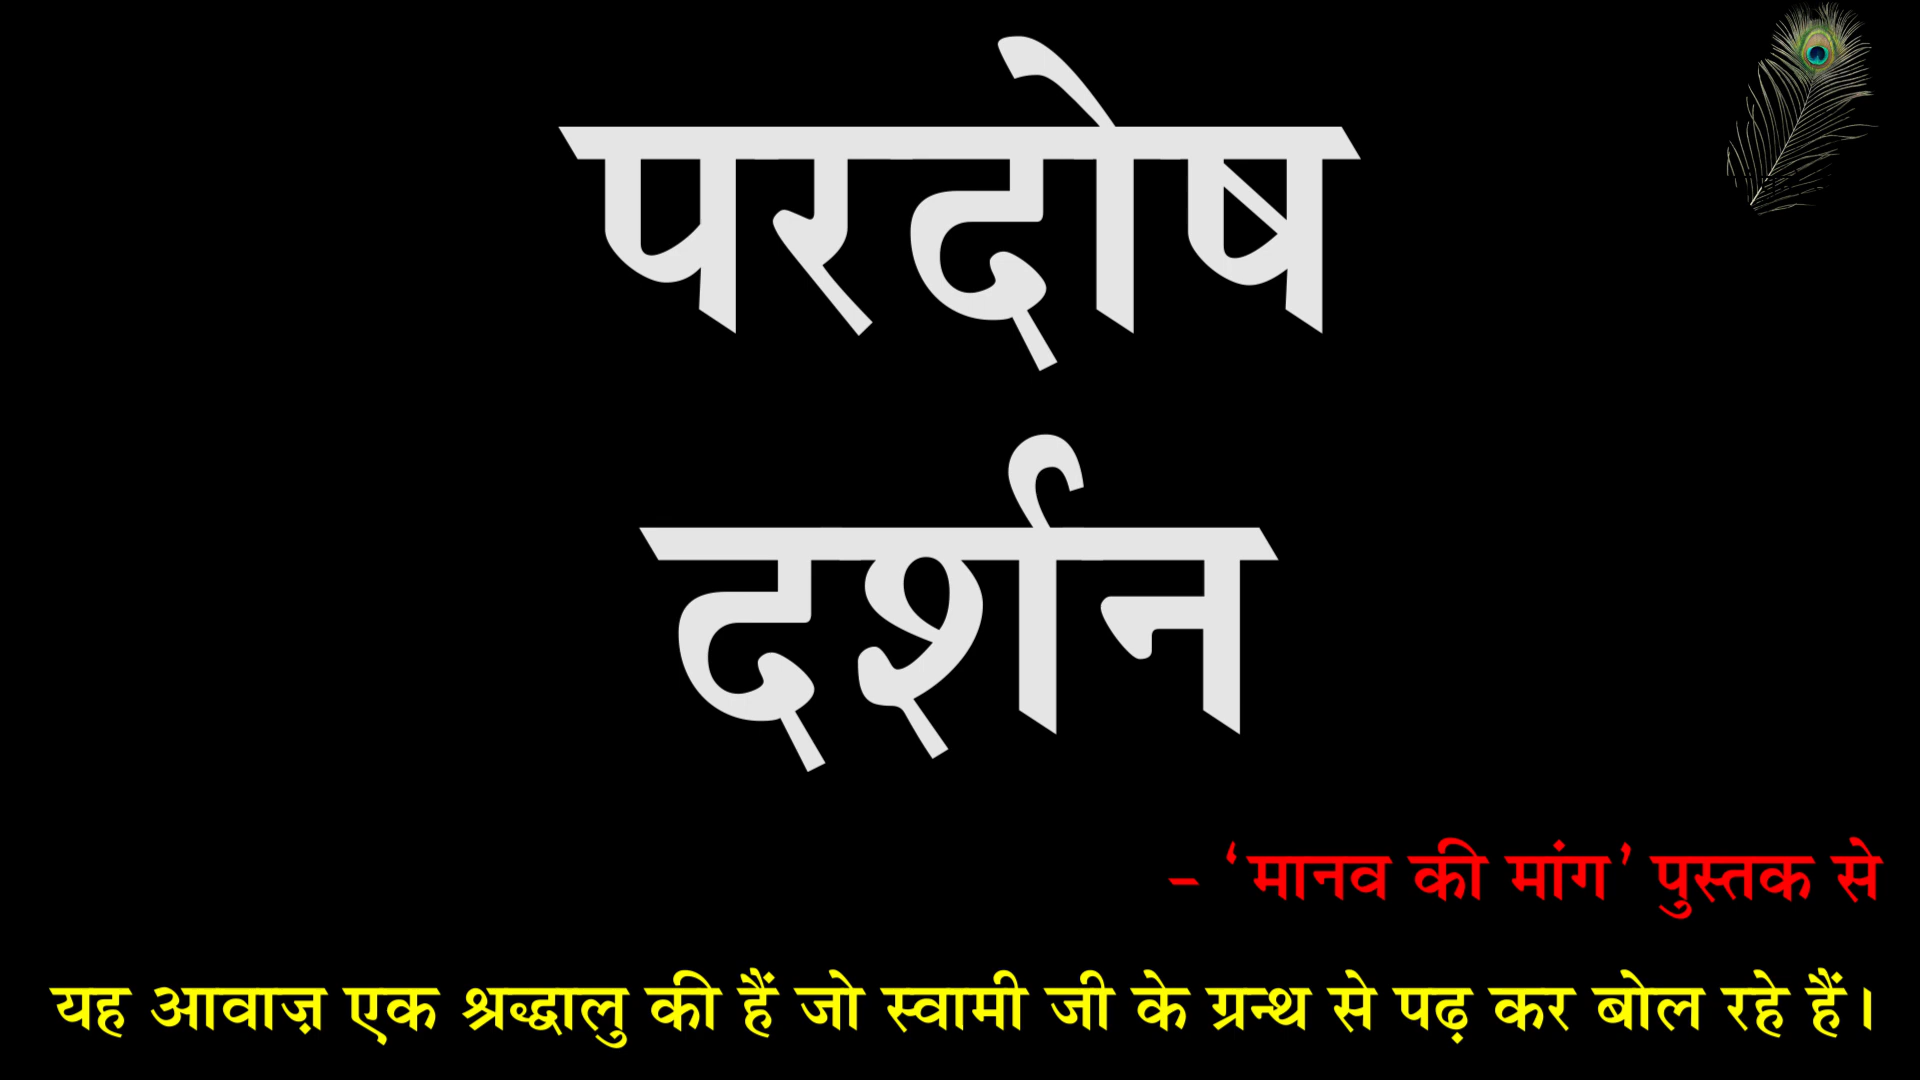 परदोष
दर्शन
- ‘मानव की मांग’ पुस्तक से
यह आवाज़ एक श्रद्धालु की हैं जो स्वामी जी के ग्रन्थ से पढ़ कर बोल रहे हैं।